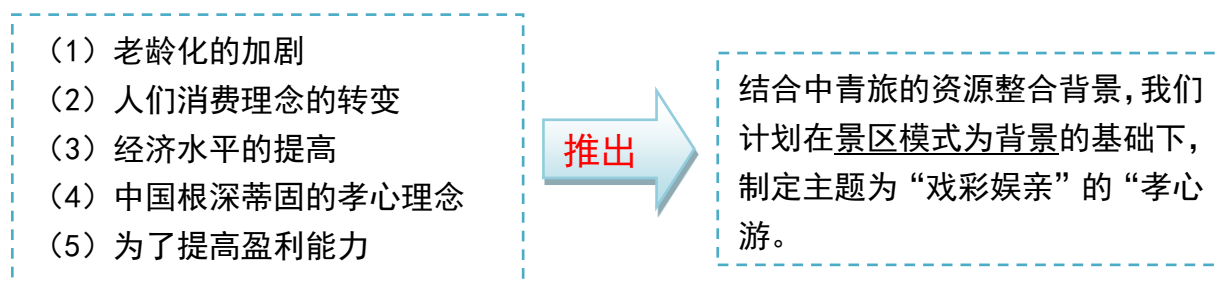 （1）老龄化的加剧
（2）人们消费理念的转变
（3）经济水平的提高
（4）中国根深蒂固的孝心理念
（5）为了提高盈利能力
推出
结合中青旅的资源整合背景，我们
计划在景区模式为背景的基础下，
制定主题为“戏彩娱亲”的“孝心
游。